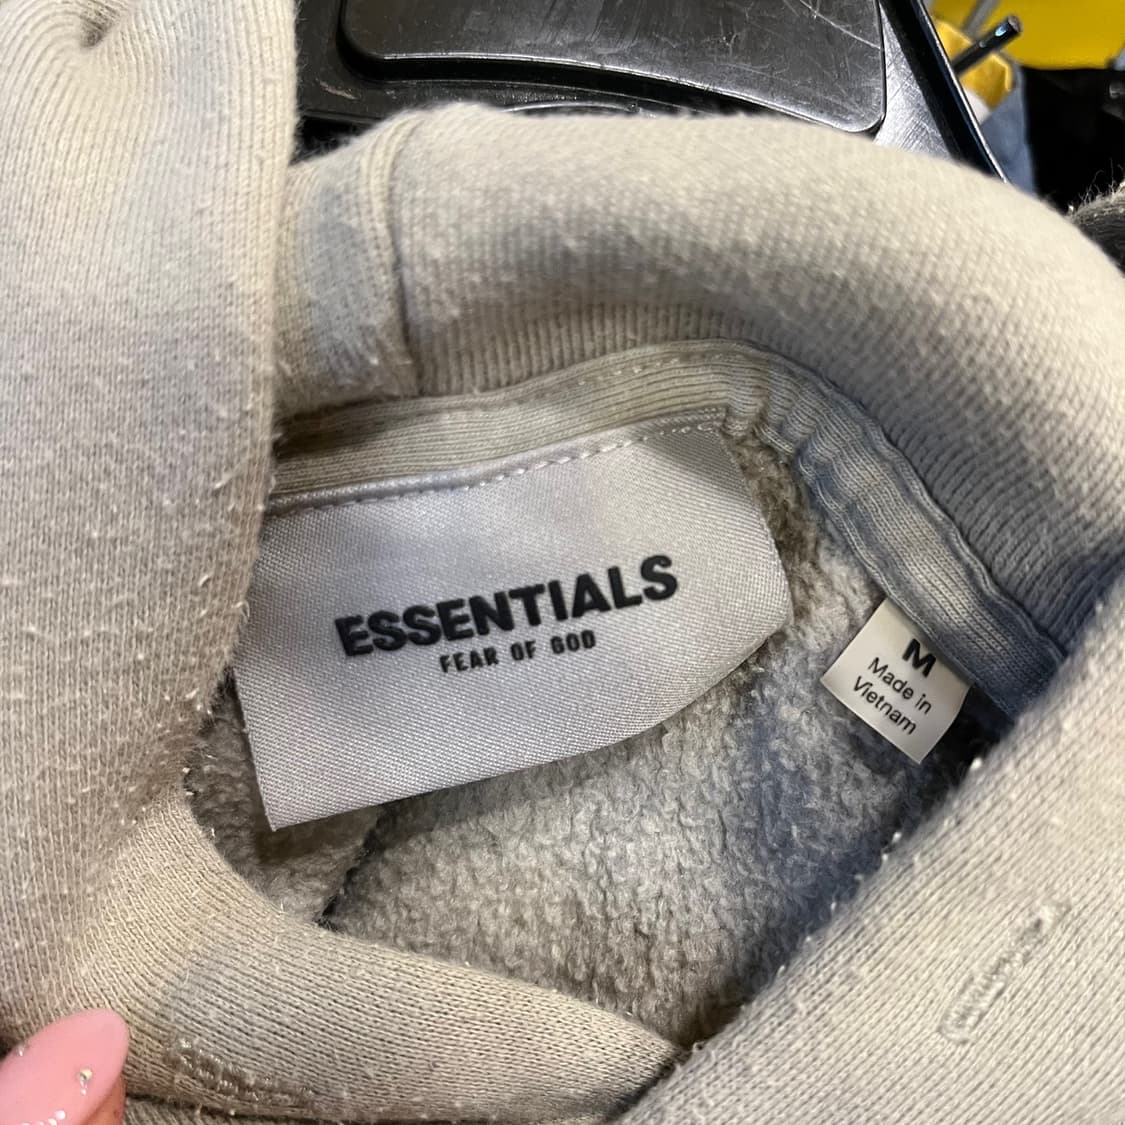 ESSENTIALS
FEAR OF GOD
M
Made in
Vietnam